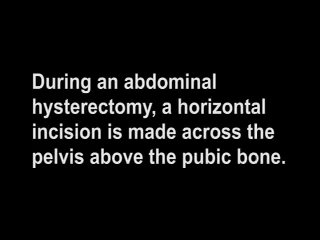 During an abdominal
hysterectomy, a horizontal
incision is made across the
pelvis above the pubic bone.